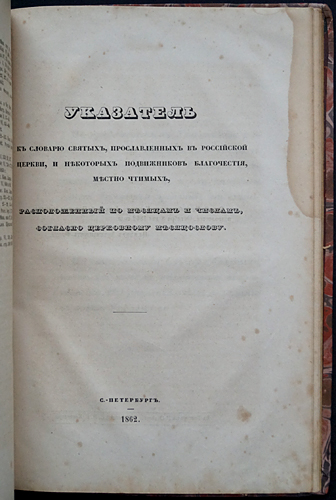 УКАЗАТЕЛЬ
КЪ СЛОВАРЮ СВЯТЫХЪ, ПРОСЛАВЛЕННЫХЪ ВЪ РОССІЙСКОЙ
ЦЕРКВИ, И НѢКОТОРЫХЪ ПОДВИЖНИКОВЪ БЛАГОЧЕСТІЯ,
МѢСТНО ЧТИМЫХЪ,
РАСПОЛОЖЕННЫЙ ПО МѢСЯЦАМЪ И ЧИСЛАМЪ,
СОГЛАСНО ЦЕРКОВНОМУ МѢСЯЦОСЛОВУ.
С.-ПЕТЕРБУРГЪ.
1862.